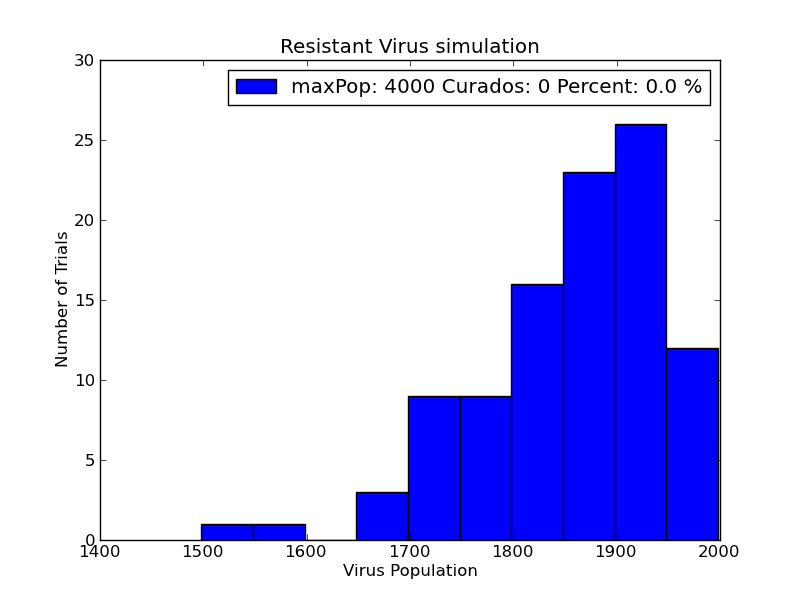 Resistant Virus simulation
maxPop: 4000 Curados: 0 Percent: 0.0 %
30
25
20
15
10
5
0
Number of Trials
1400 1500 1600 1700 1800 1900 2000
Virus Population